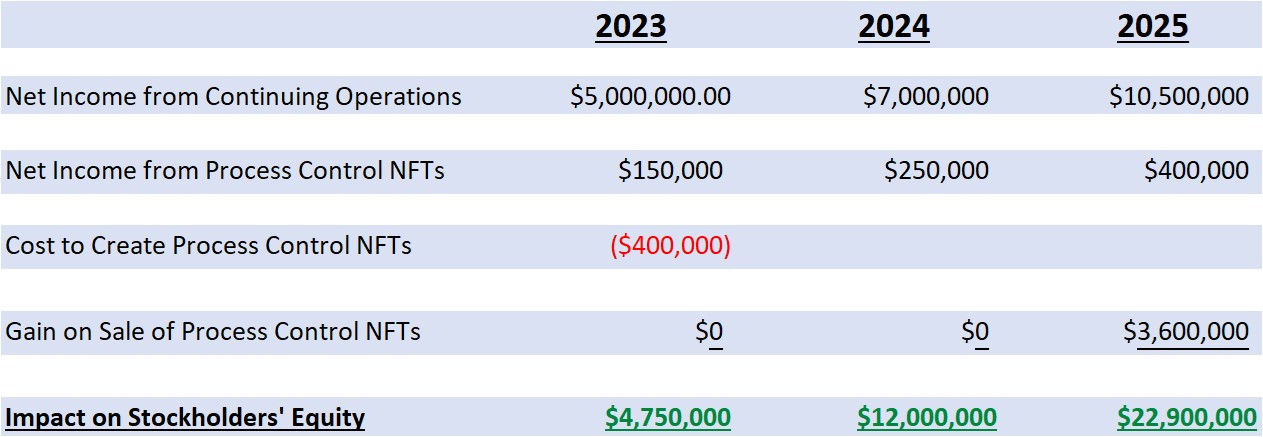 2023 2024 2025
Net Income from Continuing Operations $5,000,000.00 $7,000,000 $10,500,000
Net Income from Process Control NFTs $150,000 $250,000 $400,000
Cost to Create Process Control NFTs ($400,000)
Gain on Sale of Process Control NFTs $0 $0 $3,600,000
Impact on Stockholders' Equity $4,750,000 $12,000,000 $22,900,000